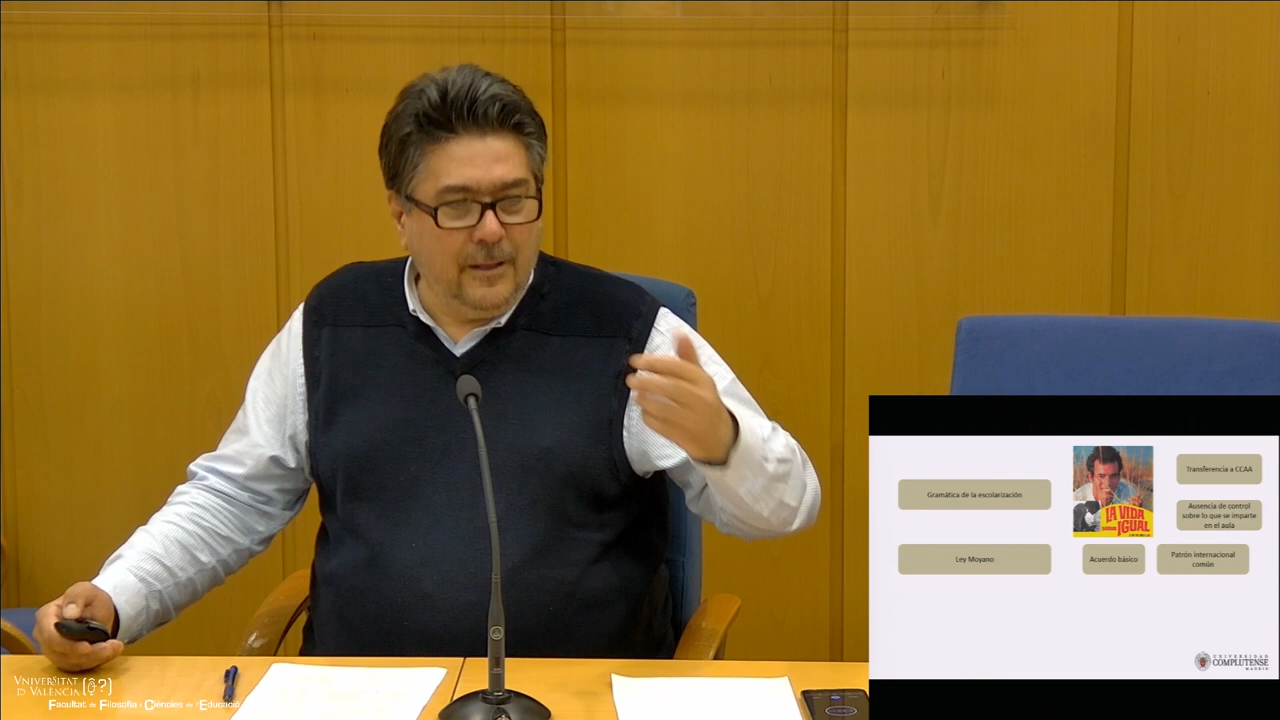 Gramática de la escolarización
LA VIDA
SIGUE IGUAL
Transferencia a CCAA
Ausencia de control
sobre lo que se imparte
en el aula
Ley Moyano
Acuerdo básico
Patrón internacional
común
UNIVERSIDAD
COMPLUTENSE
MADRID
VNIVERSITAT
D VALÈNCIA
Facultat de Filosofia i Ciències de l'Educació